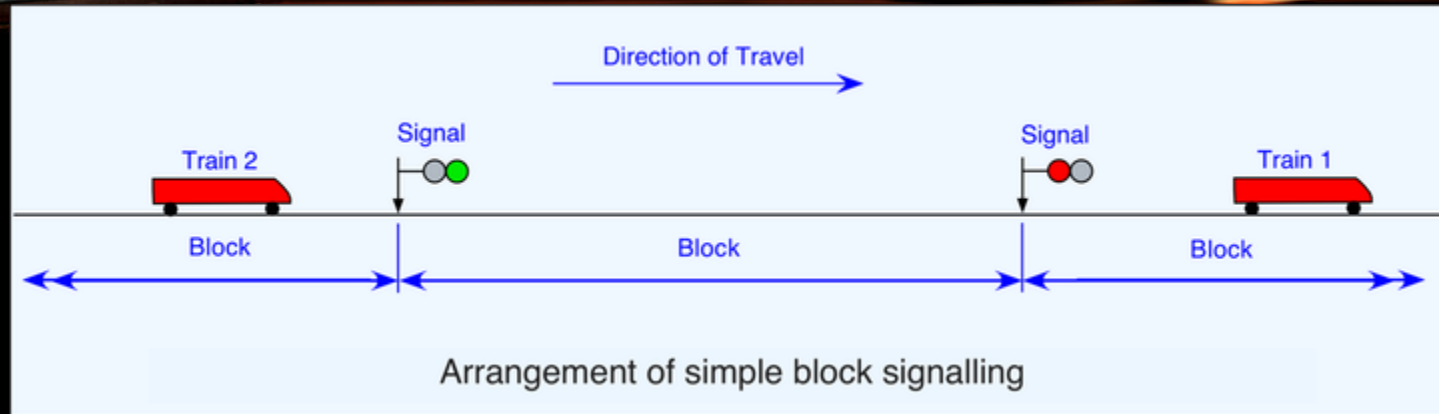 Direction of Travel
Signal
Signal
Train 2
Train 1
Block
Block
Block
Arrangement of simple block signalling